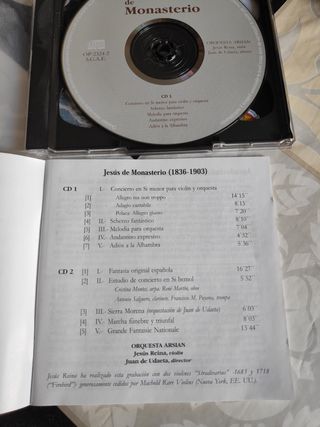 de
Monasterio
OP-2324-2
S.G.A.E.
ORQUESTA ARSIAN
Jesús Reina, violín
Juan de Udaeta, director
CD 1
Concierto en Si menor para violín y orquesta
Scherzo fantástico
Melodía para orquesta
Andantino expresivo
Adiós a la Alhambra
Jesús de Monasterio (1836-1903)
CD 1 I.- Concierto en Si menor para violín y orquesta
[1] Allegro ma non troppo 14'15''
[2] Adagio cantabile 8'15''
[3] Polaca: Allegro giusto 7'20''
[4] II.- Scherzo fantástico 8'10''
[5] III.- Melodía para orquesta 7'04''
[6] IV.- Andantino expresivo 4'32''
[7] V.- Adiós a la Alhambra 5'36''
CD 2 [1] I.- Fantasía original española 16'27''
[2] II.- Estudio de concierto en Si bemol 5'52''
Cristina Montes, arpa; René Martín, oboe
Antonio Salguero, clarinete; Francisco M. Pavares, trompa
[3] III.- Sierra Morena (orquestación de Juan de Udaeta) 6'03''
[4] IV.- Marcha fúnebre y triunfal 8'03''
[5] V.- Grande Fantasie Nationale 13'44''
ORQUESTA ARSIAN
Jesús Reina, violín
Juan de Udaeta, director
Jesús Reina ha realizado esta grabación con dos violines "Stradivarius" -1685 y 1718
("Firebird")- generosamente cedidos por Machold Rare Violins (Nueva York, EE. UU.).